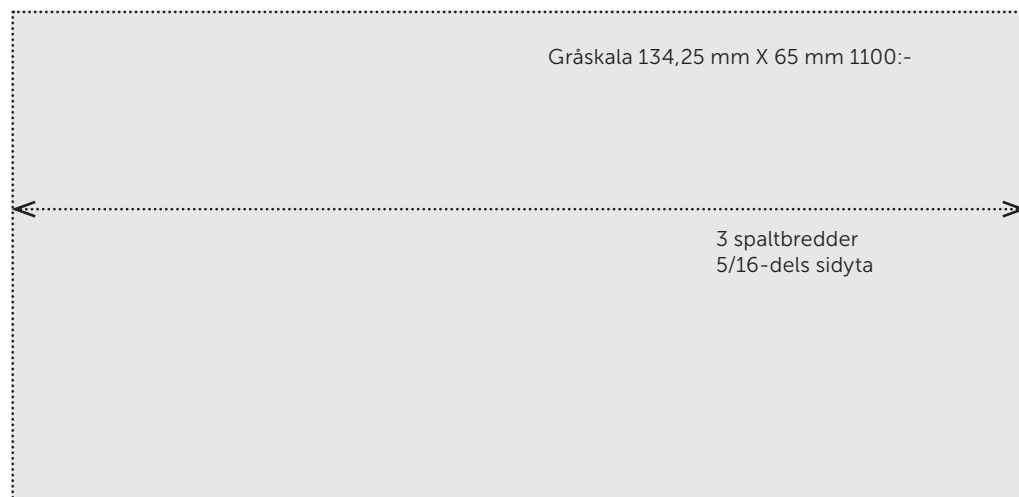 Gråskala 134,25 mm X 65 mm 1100:-
3 spaltbredder
5/16-dels sidyta